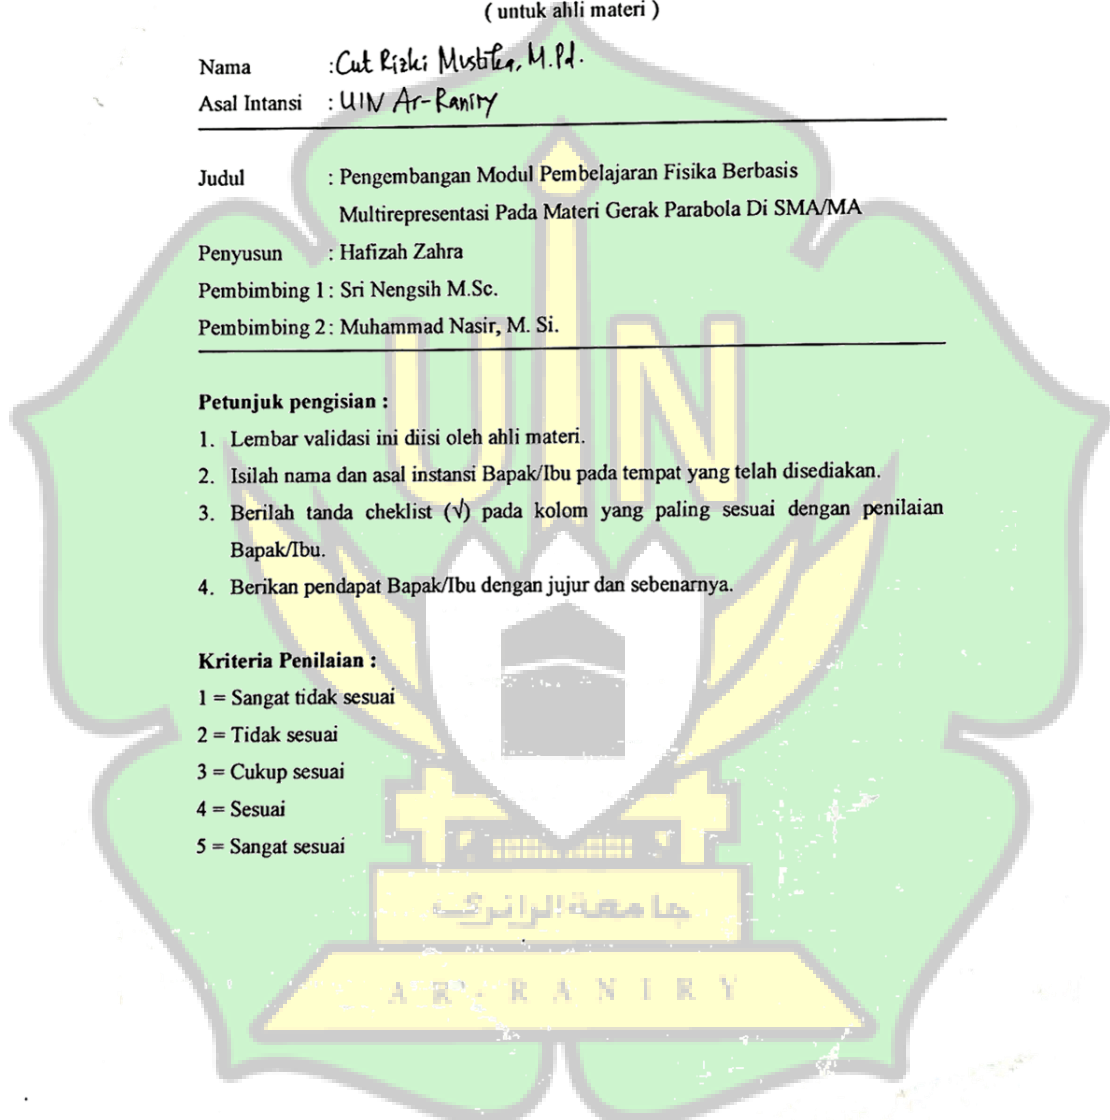 ( untuk ahli materi )
Nama : Cut Rizki Mustika, M.Pd.
Asal Intansi : UIN Ar-Raniry
Judul : Pengembangan Modul Pembelajaran Fisika Berbasis
Multirepresentasi Pada Materi Gerak Parabola Di SMA/MA
Penyusun : Hafizah Zahra
Pembimbing 1 : Sri Nengsih M.Sc.
Pembimbing 2 : Muhammad Nasir, M. Si.
UIN
Petunjuk pengisian :
1. Lembar validasi ini diisi oleh ahli materi.
2. Isilah nama dan asal instansi Bapak/Ibu pada tempat yang telah disediakan.
3. Berilah tanda cheklist (√) pada kolom yang paling sesuai dengan penilaian
Bapak/Ibu.
4. Berikan pendapat Bapak/Ibu dengan jujur dan sebenarnya.
Kriteria Penilaian :
1 = Sangat tidak sesuai
2 = Tidak sesuai
3 = Cukup sesuai
4 = Sesuai
5 = Sangat sesuai
جامعة الرانري
AR-RANIRY